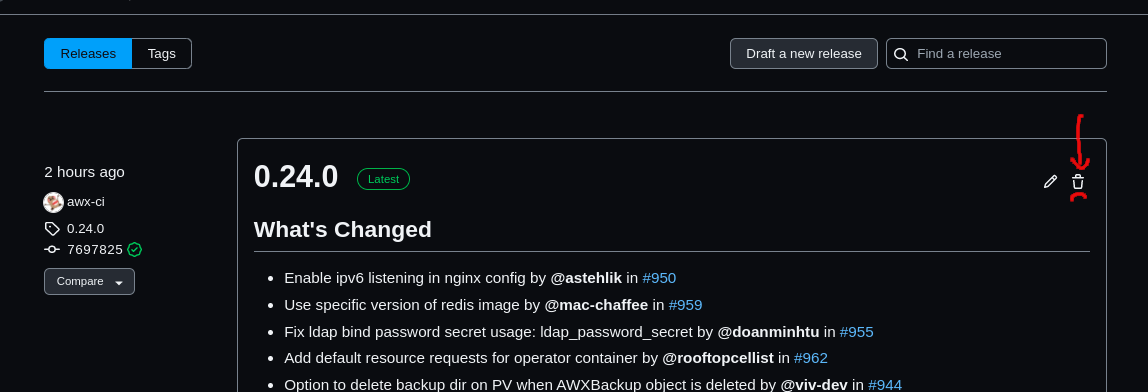 Releases
Tags
Draft a new release
Find a release
2 hours ago
awx-ci
0.24.0
7697825
Compare
0.24.0
Latest
What's Changed
Enable ipv6 listening in nginx config by @astehlik in #950
Use specific version of redis image by @mac-chaffee in #959
Fix ldap bind password secret usage: ldap_password_secret by @doanminhtu in #955
Add default resource requests for operator container by @rooftopcellist in #962
Option to delete backup dir on PV when AWXBackup object is deleted by @viv-dev in #944